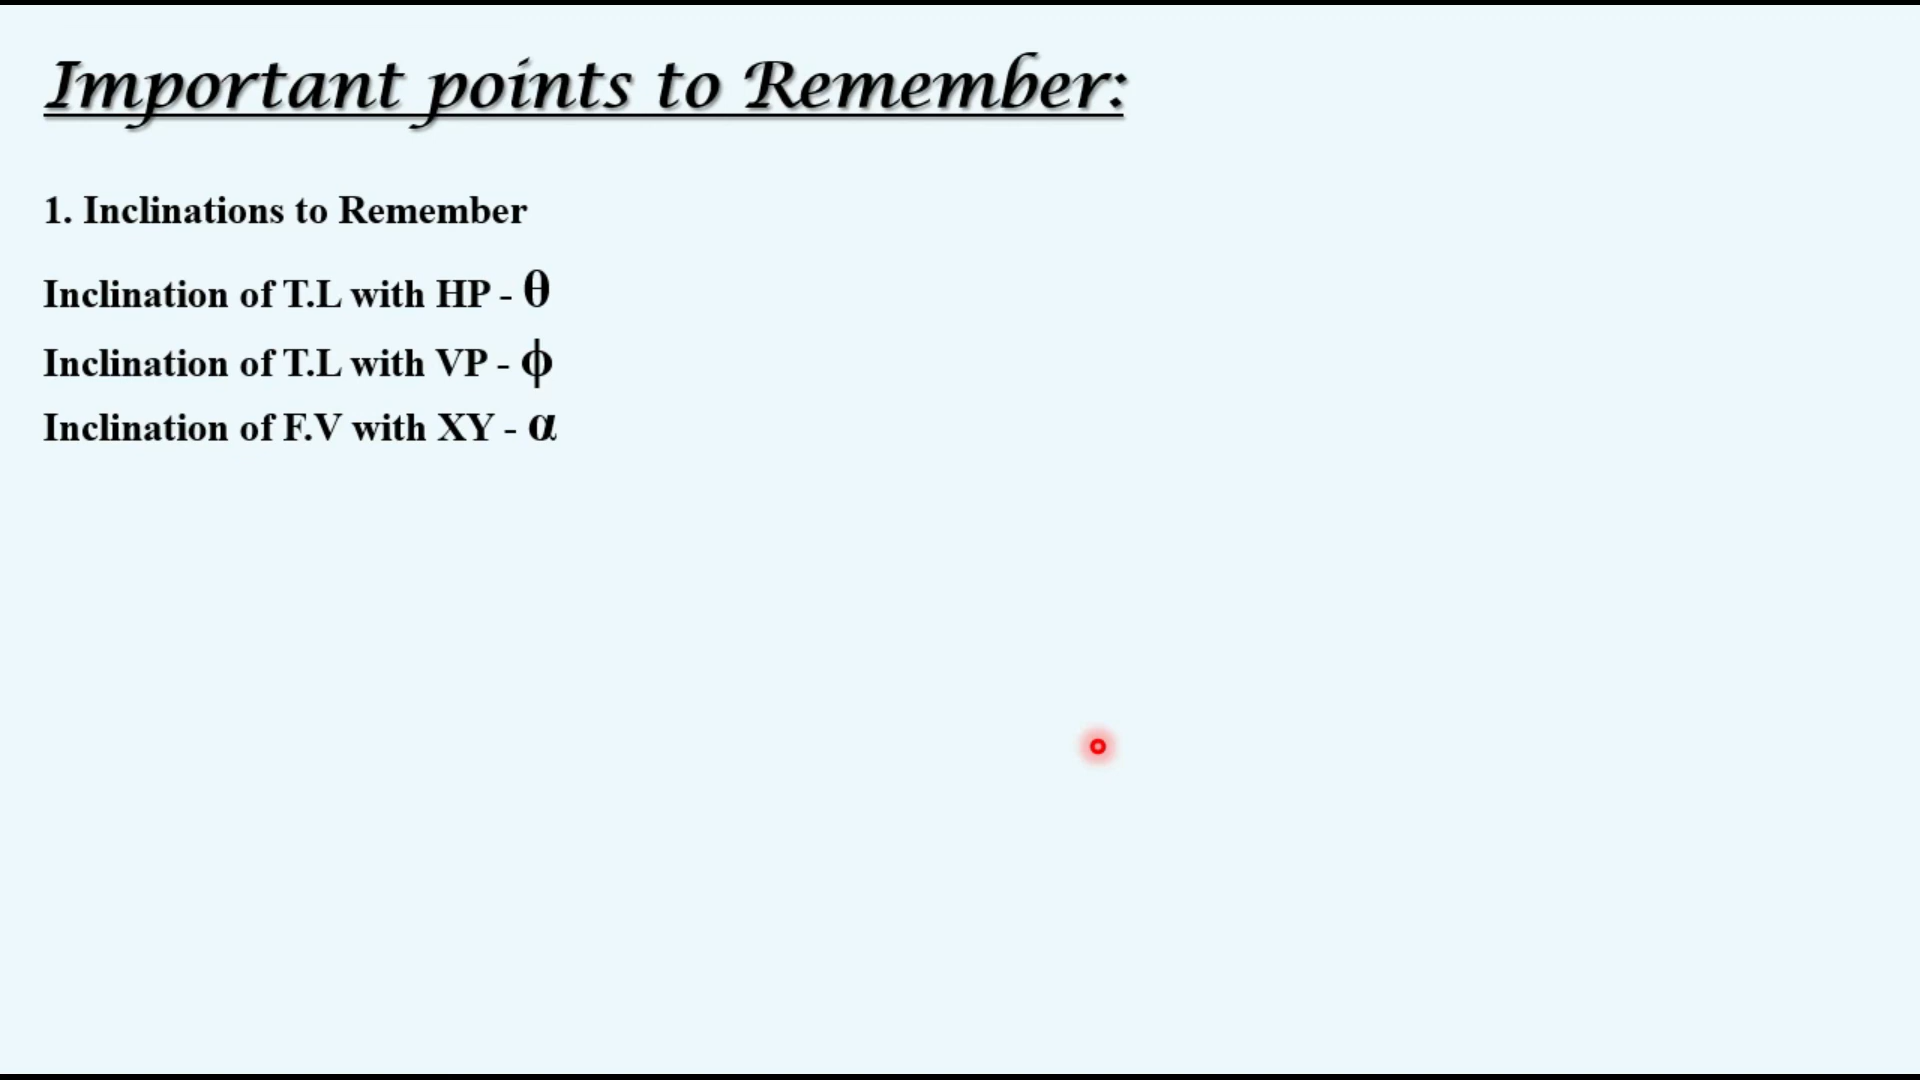 Important points to Remember:
1. Inclinations to Remember
Inclination of T.L with HP - θ
Inclination of T.L with VP - ϕ
Inclination of F.V with XY - α